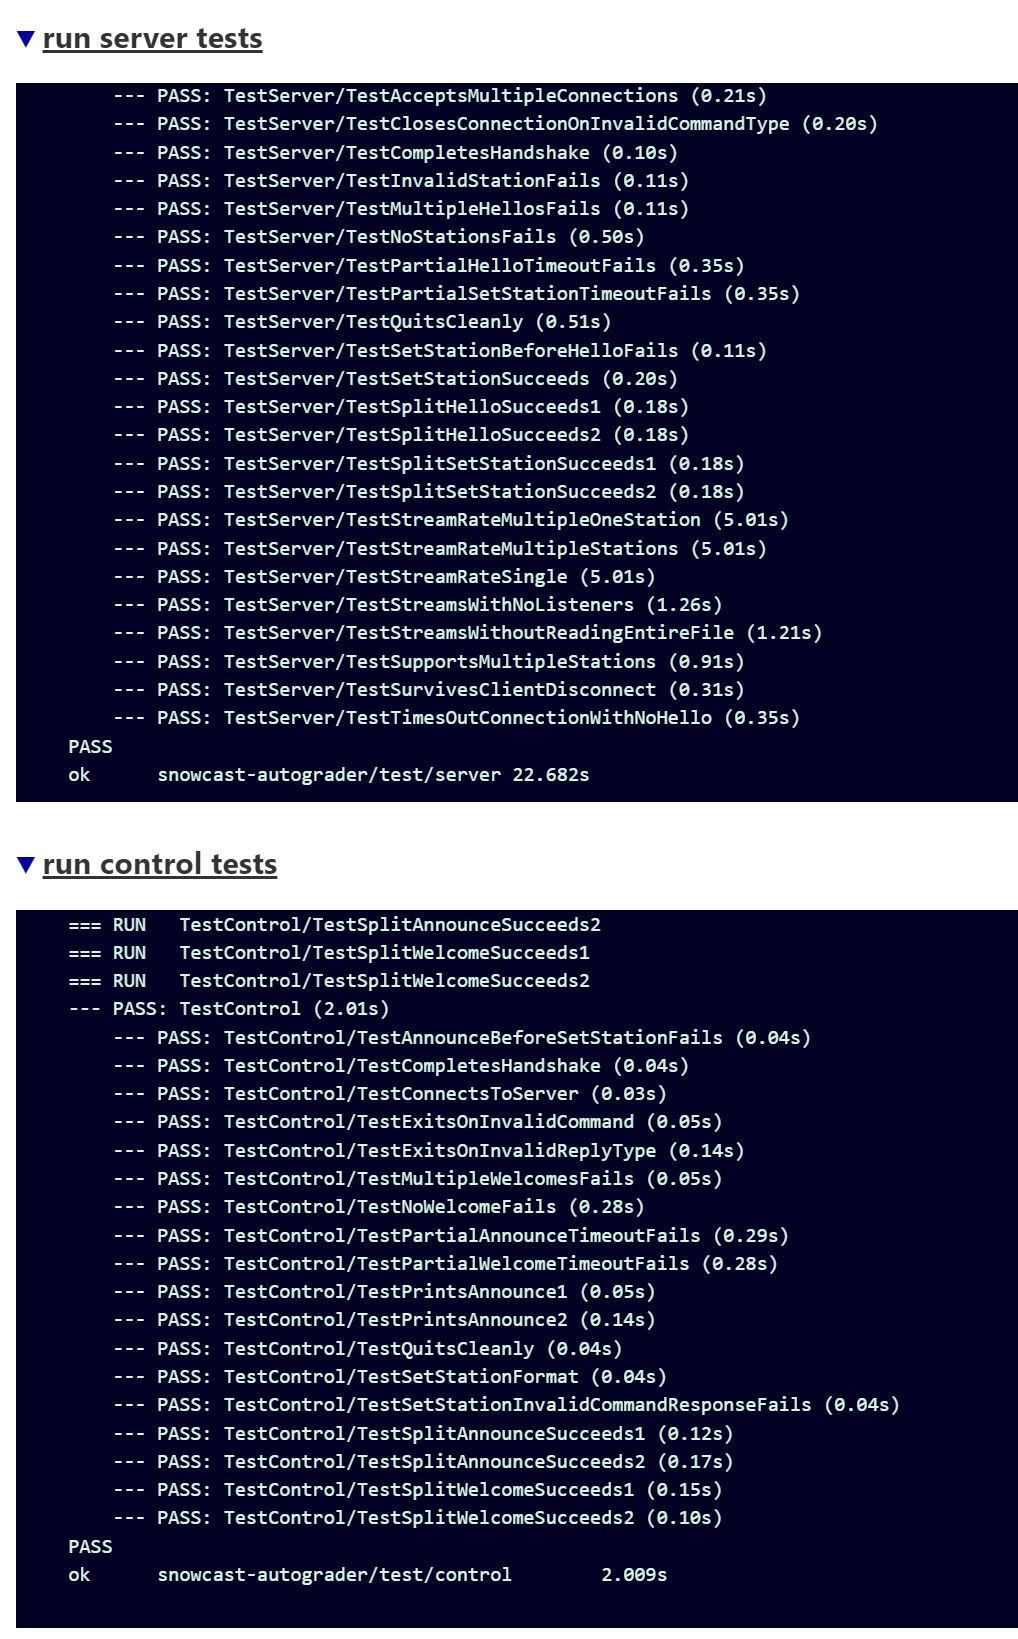 run server tests
--- PASS: TestServer/TestAcceptsMultipleConnections (0.21s)
--- PASS: TestServer/TestClosesConnectionOnInvalidCommandType (0.20s)
--- PASS: TestServer/TestCompletesHandshake (0.10s)
--- PASS: TestServer/TestInvalidStationFails (0.11s)
--- PASS: TestServer/TestMultipleHellosFails (0.11s)
--- PASS: TestServer/TestNoStationsFails (0.50s)
--- PASS: TestServer/TestPartialHelloTimeoutFails (0.35s)
--- PASS: TestServer/TestPartialSetStationTimeoutFails (0.35s)
--- PASS: TestServer/TestQuitsCleanly (0.51s)
--- PASS: TestServer/TestSetStationBeforeHelloFails (0.11s)
--- PASS: TestServer/TestSetStationSucceeds (0.20s)
--- PASS: TestServer/TestSplitHelloSucceeds1 (0.18s)
--- PASS: TestServer/TestSplitHelloSucceeds2 (0.18s)
--- PASS: TestServer/TestSplitSetStationSucceeds1 (0.18s)
--- PASS: TestServer/TestSplitSetStationSucceeds2 (0.18s)
--- PASS: TestServer/TestStreamRateMultipleOneStation (5.01s)
--- PASS: TestServer/TestStreamRateMultipleStations (5.01s)
--- PASS: TestServer/TestStreamRateSingle (5.01s)
--- PASS: TestServer/TestStreamsWithNoListeners (1.26s)
--- PASS: TestServer/TestStreamsWithoutReadingEntireFile (1.21s)
--- PASS: TestServer/TestSupportsMultipleStations (0.91s)
--- PASS: TestServer/TestSurvivesClientDisconnect (0.31s)
--- PASS: TestServer/TestTimesOutConnectionWithNoHello (0.35s)
PASS
ok snowcast-autograder/test/server 22.682s
run control tests
=== RUN TestControl/TestSplitAnnounceSucceeds2
=== RUN TestControl/TestSplitWelcomeSucceeds1
=== RUN TestControl/TestSplitWelcomeSucceeds2
--- PASS: TestControl (2.01s)
--- PASS: TestControl/TestAnnounceBeforeSetStationFails (0.04s)
--- PASS: TestControl/TestCompletesHandshake (0.04s)
--- PASS: TestControl/TestConnectsToServer (0.03s)
--- PASS: TestControl/TestExitsOnInvalidCommand (0.05s)
--- PASS: TestControl/TestExitsOnInvalidReplyType (0.14s)
--- PASS: TestControl/TestMultipleWelcomesFails (0.05s)
--- PASS: TestControl/TestNoWelcomeFails (0.28s)
--- PASS: TestControl/TestPartialAnnounceTimeoutFails (0.29s)
--- PASS: TestControl/TestPartialWelcomeTimeoutFails (0.28s)
--- PASS: TestControl/TestPrintsAnnounce1 (0.05s)
--- PASS: TestControl/TestPrintsAnnounce2 (0.14s)
--- PASS: TestControl/TestQuitsCleanly (0.04s)
--- PASS: TestControl/TestSetStationFormat (0.04s)
--- PASS: TestControl/TestSetStationInvalidCommandResponseFails (0.04s)
--- PASS: TestControl/TestSplitAnnounceSucceeds1 (0.12s)
--- PASS: TestControl/TestSplitAnnounceSucceeds2 (0.17s)
--- PASS: TestControl/TestSplitWelcomeSucceeds1 (0.15s)
--- PASS: TestControl/TestSplitWelcomeSucceeds2 (0.10s)
PASS
ok snowcast-autograder/test/control 2.009s